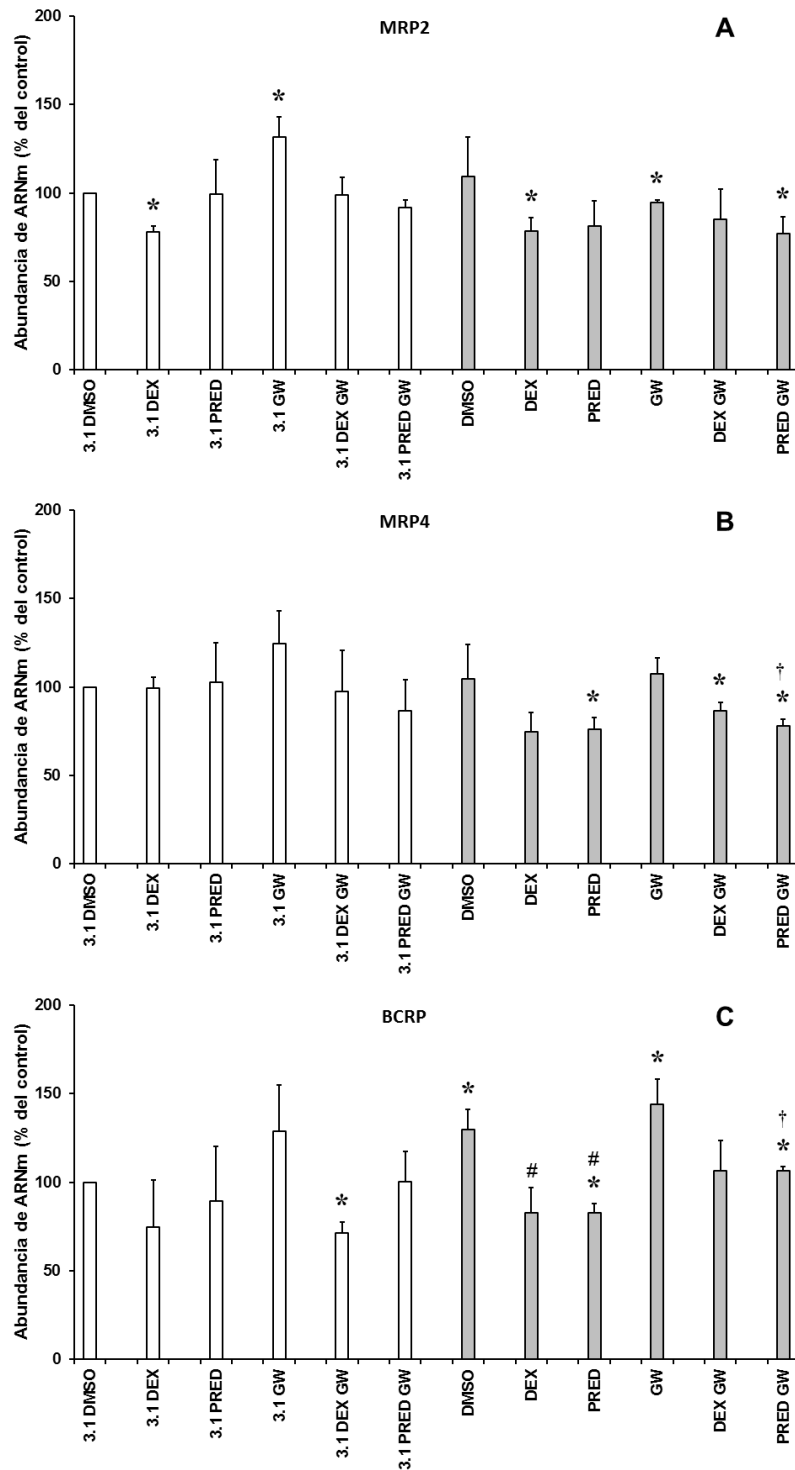 MRP2
A
Abundancia de ARNm (% del control)
200
150
100
50
0
*
*
*
*
*
3.1 DMSO
3.1 DEX
3.1 PRED
3.1 GW
3.1 DEX GW
3.1 PRED GW
DMSO
DEX
PRED
GW
DEX GW
PRED GW
MRP4
B
Abundancia de ARNm (% del control)
200
150
100
50
0
*
*
†
*
3.1 DMSO
3.1 DEX
3.1 PRED
3.1 GW
3.1 DEX GW
3.1 PRED GW
DMSO
DEX
PRED
GW
DEX GW
PRED GW
BCRP
C
Abundancia de ARNm (% del control)
200
150
100
50
0
*
*
#
#
*
*
†
*
3.1 DMSO
3.1 DEX
3.1 PRED
3.1 GW
3.1 DEX GW
3.1 PRED GW
DMSO
DEX
PRED
GW
DEX GW
PRED GW